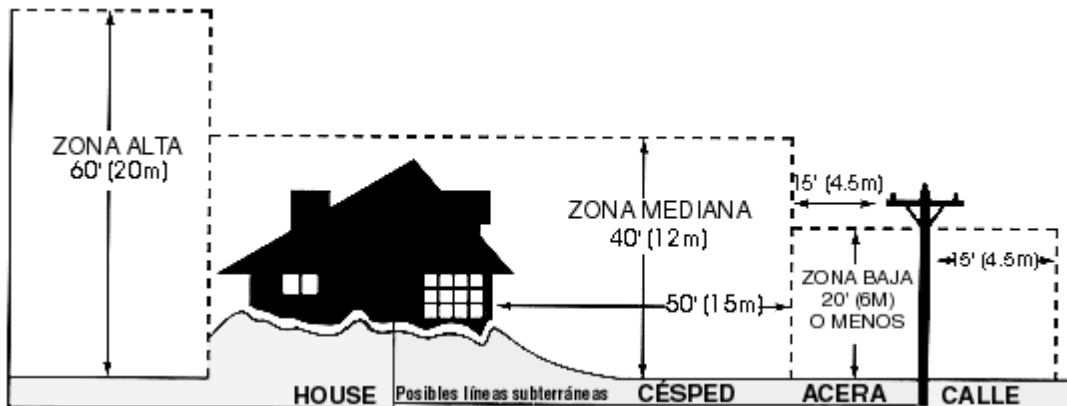 ZONA ALTA
60' (20m)
ZONA MEDIANA
40' (12m)
15' (4.5m)
50' (15m)
ZONA BAJA
20' (6M)
O MENOS
15' (4.5m)
HOUSE
Posibles líneas subterráneas
CÉSPED
ACERA
CALLE